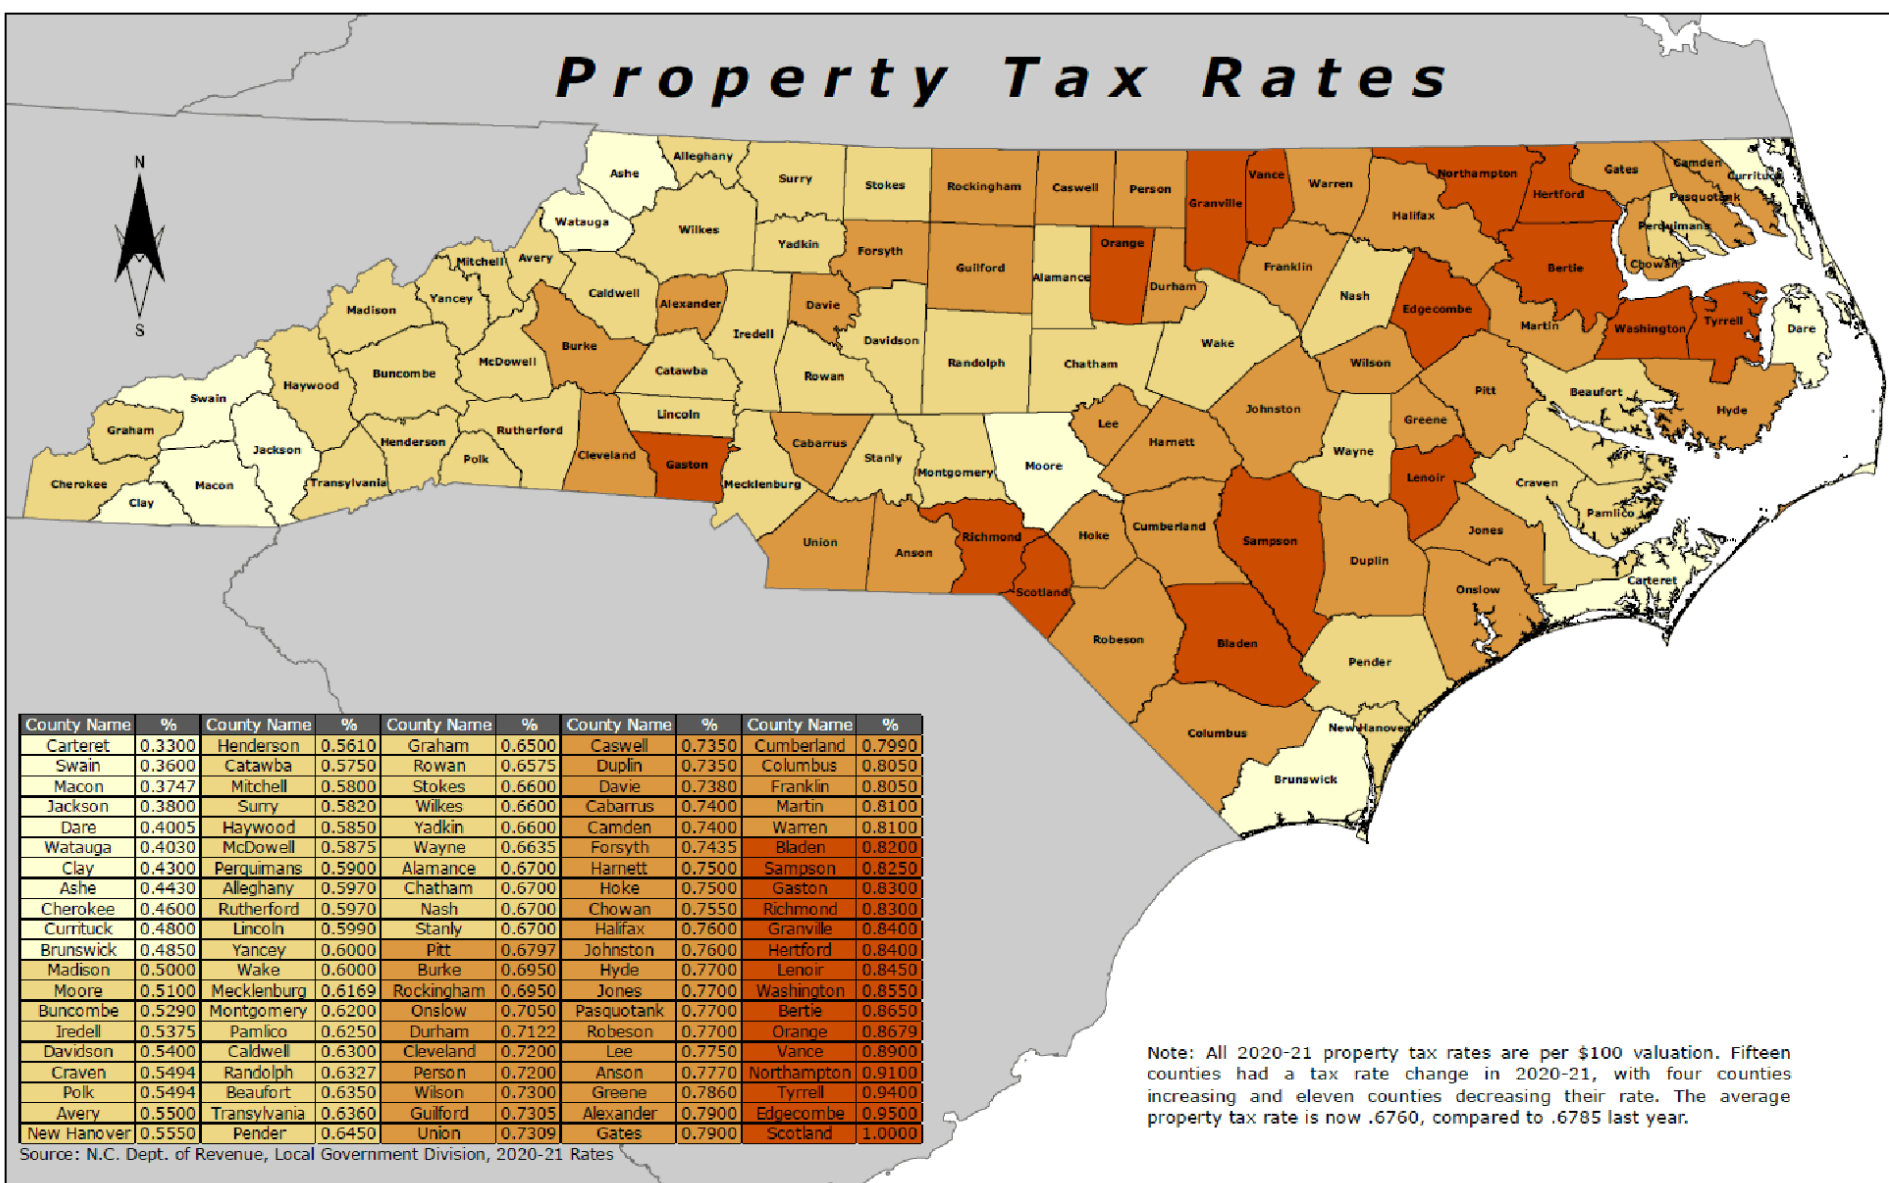 Property Tax Rates
N
S
Ashe
Alleghany
Surry
Stokes
Rockingham
Caswell
Person
Granville
Vance
Warren
Northampton
Hertford
Gates
Camden
Currituck
Pasquotank
Perquimans
Chowan
Halifax
Watauga
Wilkes
Yadkin
Forsyth
Guilford
Alamance
Orange
Durham
Franklin
Bertie
Mitchell
Avery
Yancey
Madison
Caldwell
Alexander
Davie
Iredell
Davidson
Randolph
Chatham
Wake
Nash
Edgecombe
Martin
Washington
Tyrrell
Dare
Burke
McDowell
Buncombe
Haywood
Catawba
Rowan
Wilson
Pitt
Beaufort
Hyde
Swain
Graham
Jackson
Henderson
Rutherford
Polk
Lincoln
Cleveland
Gaston
Cabarrus
Stanly
Montgomery
Moore
Lee
Harnett
Johnston
Greene
Wayne
Lenoir
Craven
Pamlico
Cherokee
Clay
Macon
Transylvania
Mecklenburg
Union
Anson
Richmond
Scotland
Hoke
Cumberland
Sampson
Duplin
Jones
Onslow
Carteret
Robeson
Bladen
Pender
Columbus
New Hanover
Brunswick
County Name % County Name % County Name % County Name % County Name %
Carteret 0.3300 Henderson 0.5610 Graham 0.6500 Caswell 0.7350 Cumberland 0.7990
Swain 0.3600 Catawba 0.5750 Rowan 0.6575 Duplin 0.7350 Columbus 0.8050
Macon 0.3747 Mitchell 0.5800 Stokes 0.6600 Davie 0.7380 Franklin 0.8050
Jackson 0.3800 Surry 0.5820 Wilkes 0.6600 Cabarrus 0.7400 Martin 0.8100
Dare 0.4005 Haywood 0.5850 Yadkin 0.6600 Camden 0.7400 Warren 0.8100
Watauga 0.4030 McDowell 0.5875 Wayne 0.6635 Forsyth 0.7435 Bladen 0.8200
Clay 0.4300 Perquimans 0.5900 Alamance 0.6700 Harnett 0.7500 Sampson 0.8250
Ashe 0.4430 Alleghany 0.5970 Chatham 0.6700 Hoke 0.7500 Gaston 0.8300
Cherokee 0.4600 Rutherford 0.5970 Nash 0.6700 Chowan 0.7550 Richmond 0.8300
Currituck 0.4800 Lincoln 0.5990 Stanly 0.6700 Halifax 0.7600 Granville 0.8400
Brunswick 0.4850 Yancey 0.6000 Pitt 0.6797 Johnston 0.7600 Hertford 0.8400
Madison 0.5000 Wake 0.6000 Burke 0.6950 Hyde 0.7700 Lenoir 0.8450
Moore 0.5100 Mecklenburg 0.6169 Rockingham 0.6950 Jones 0.7700 Washington 0.8550
Buncombe 0.5290 Montgomery 0.6200 Onslow 0.7050 Pasquotank 0.7700 Bertie 0.8650
Iredell 0.5375 Pamlico 0.6250 Durham 0.7122 Robeson 0.7700 Orange 0.8679
Davidson 0.5400 Caldwell 0.6300 Cleveland 0.7200 Lee 0.7750 Vance 0.8900
Craven 0.5494 Randolph 0.6327 Person 0.7200 Anson 0.7770 Northampton 0.9100
Polk 0.5494 Beaufort 0.6350 Wilson 0.7300 Greene 0.7860 Tyrrell 0.9400
Avery 0.5500 Transylvania 0.6360 Guilford 0.7305 Alexander 0.7900 Edgecombe 0.9500
New Hanover 0.5550 Pender 0.6450 Union 0.7309 Gates 0.7900 Scotland 1.0000
Source: N.C. Dept. of Revenue, Local Government Division, 2020-21 Rates
Note: All 2020-21 property tax rates are per $100 valuation. Fifteen
counties had a tax rate change in 2020-21, with four counties
increasing and eleven counties decreasing their rate. The average
property tax rate is now .6760, compared to .6785 last year.